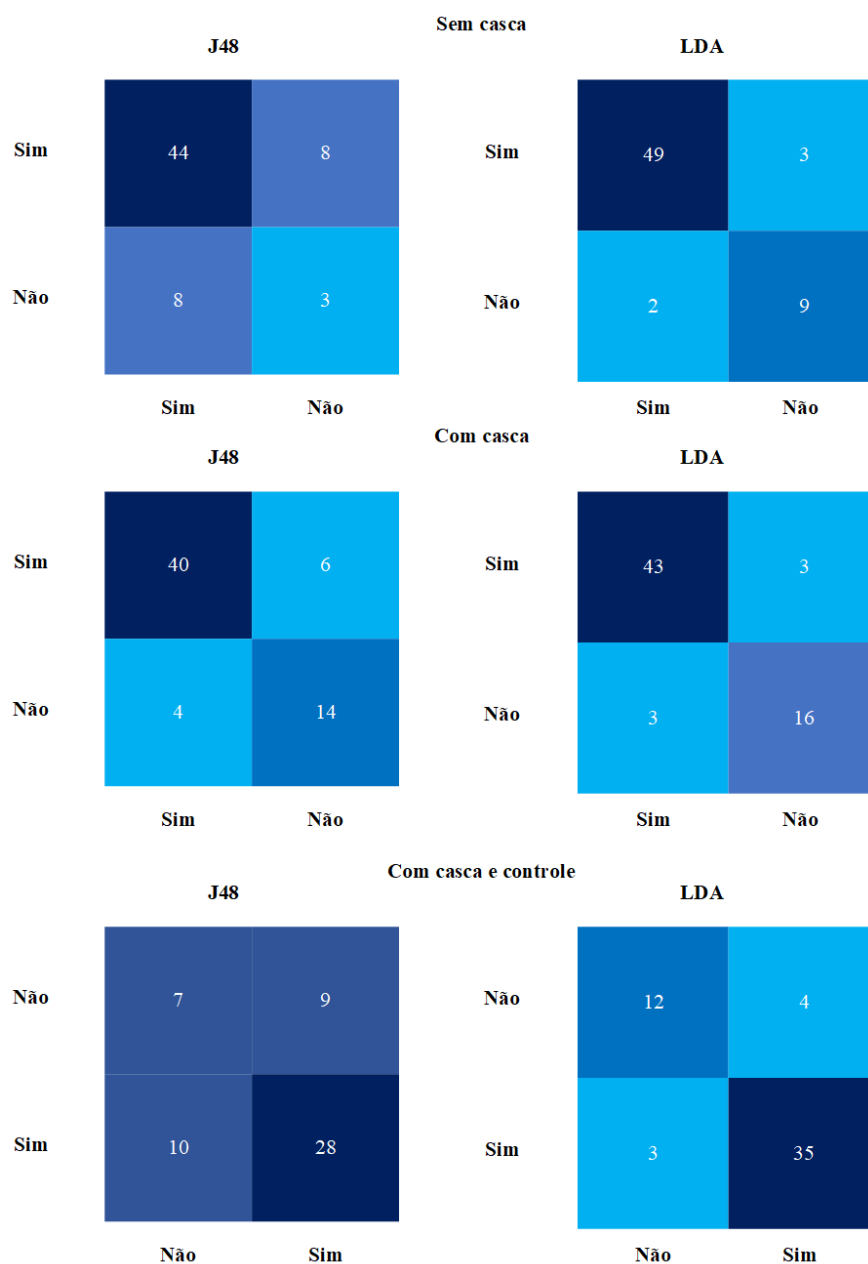 Sem casca
J48 LDA
Sim 44 8 Sim 49 3
Não 8 3 Não 2 9
Sim Não Sim Não
Com casca
J48 LDA
Sim 40 6 Sim 43 3
Não 4 14 Não 3 16
Sim Não Sim Não
Com casca e controle
J48 LDA
Não 7 9 Não 12 4
Sim 10 28 Sim 3 35
Não Sim Não Sim